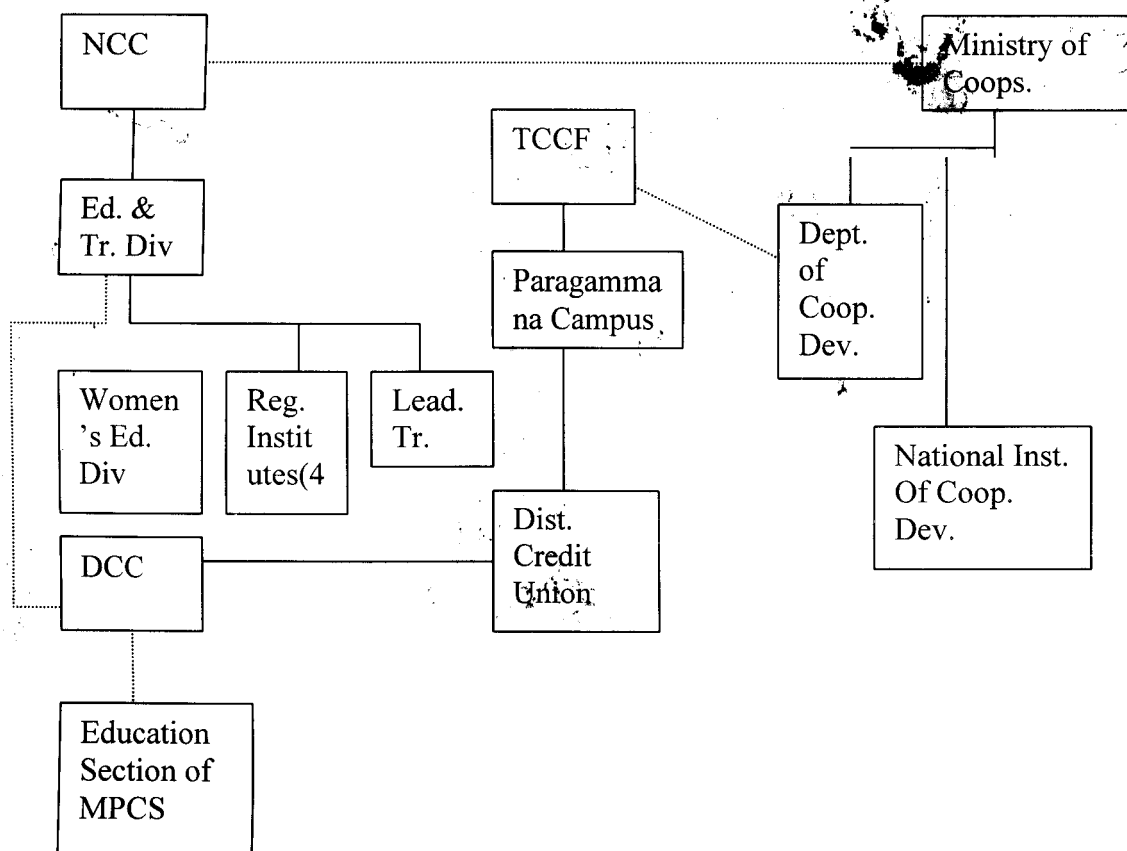 NCC
Ministry of
Coops.
TCCF
Ed. &
Tr. Div
Dept.
of
Coop.
Dev.
Paragamma
na Campus
Women
's Ed.
Div
Reg.
Instit
utes(4
Lead.
Tr.
National Inst.
Of Coop.
Dev.
Dist.
Credit
Union
DCC
Education
Section of
MPCS